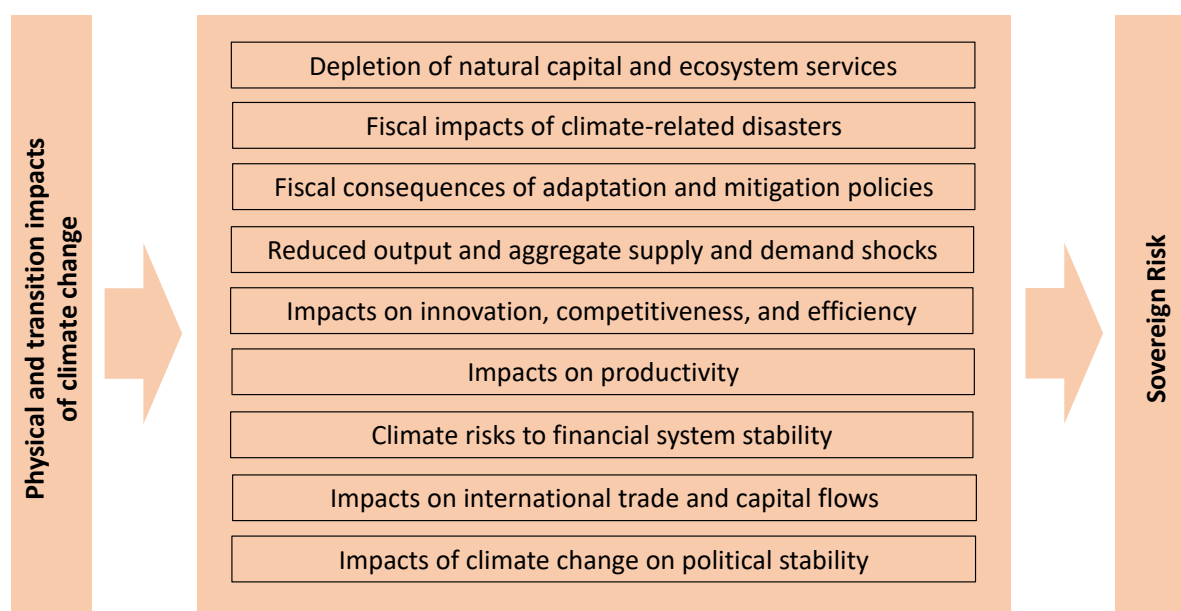 Physical and transition impacts
of climate change
Depletion of natural capital and ecosystem services
Fiscal impacts of climate-related disasters
Fiscal consequences of adaptation and mitigation policies
Reduced output and aggregate supply and demand shocks
Impacts on innovation, competitiveness, and efficiency
Impacts on productivity
Climate risks to financial system stability
Impacts on international trade and capital flows
Impacts of climate change on political stability
Sovereign Risk